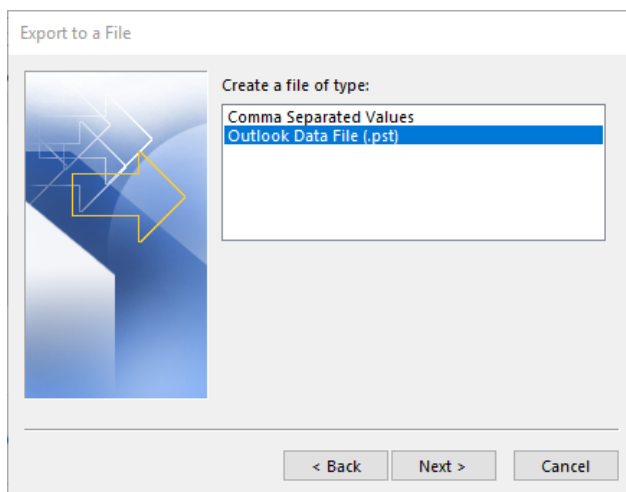 Export to a File
Create a file of type:
Comma Separated Values
Outlook Data File (.pst)
< Back
Next >
Cancel